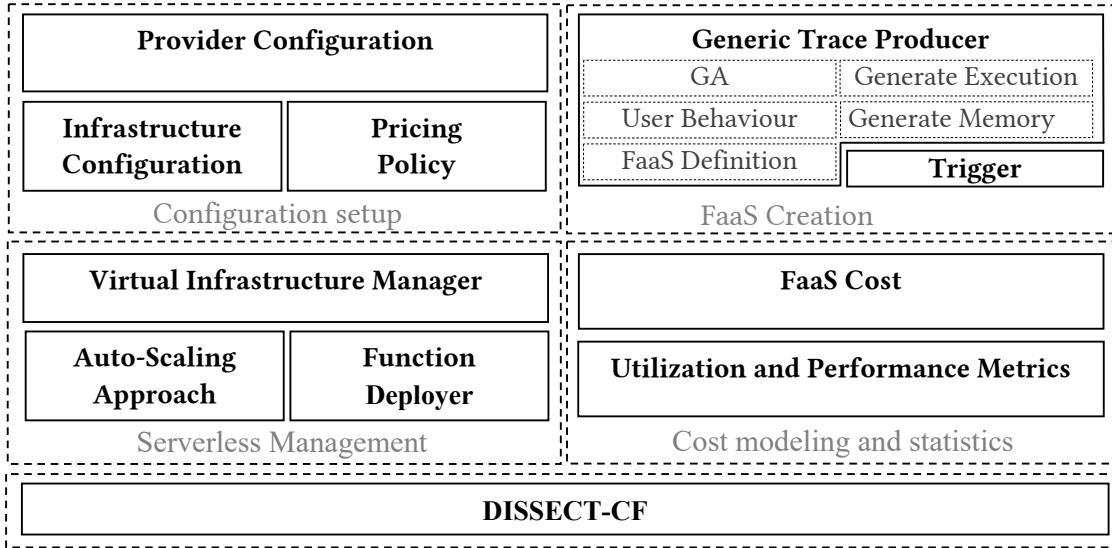 Provider Configuration
Infrastructure
Configuration
Pricing
Policy
Configuration setup
Generic Trace Producer
GA
Generate Execution
User Behaviour
Generate Memory
FaaS Definition
Trigger
FaaS Creation
Virtual Infrastructure Manager
Auto-Scaling
Approach
Function
Deployer
Serverless Management
FaaS Cost
Utilization and Performance Metrics
Cost modeling and statistics
DISSECT-CF